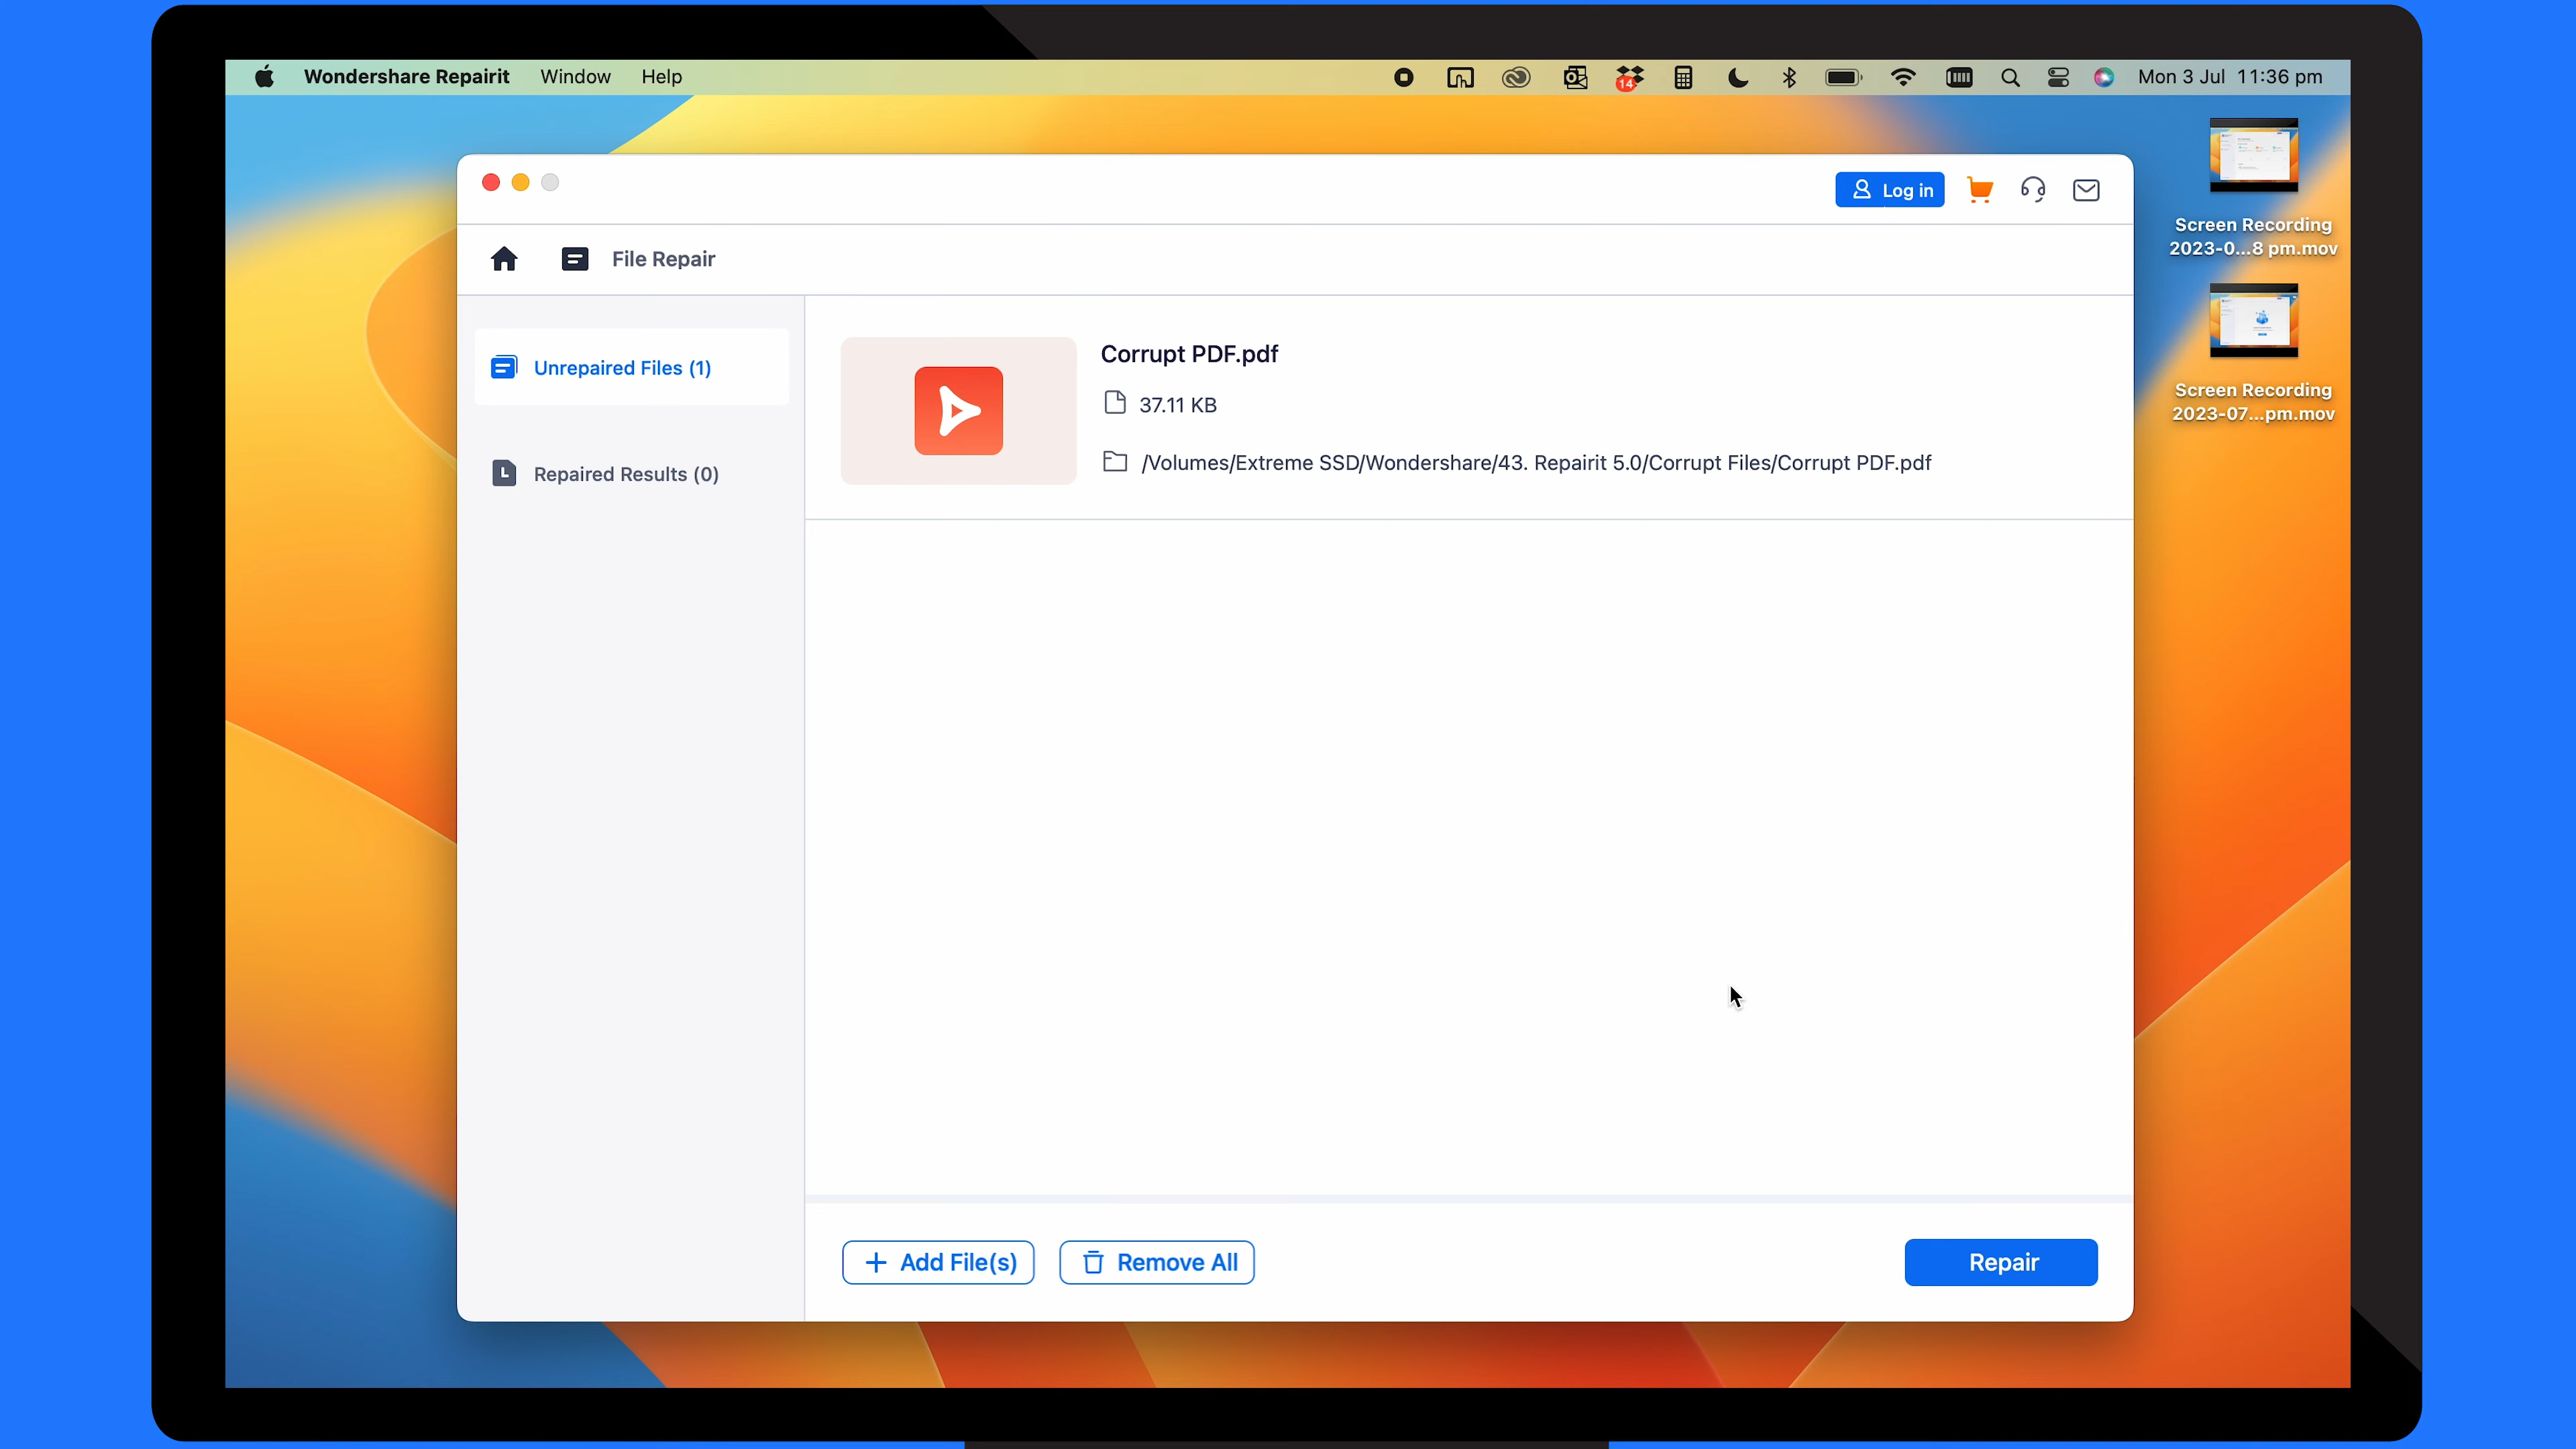 Wondershare Repairit Window Help
14
Mon 3 Jul 11:36 pm
Log in
File Repair
Unrepaired Files (1)
Repaired Results (0)
Corrupt PDF.pdf
37.11 KB
/Volumes/Extreme SSD/Wondershare/43. Repairit 5.0/Corrupt Files/Corrupt PDF.pdf
Add File(s)
Remove All
Repair
Screen Recording
2023-0...8 pm.mov
Screen Recording
2023-07...pm.mov